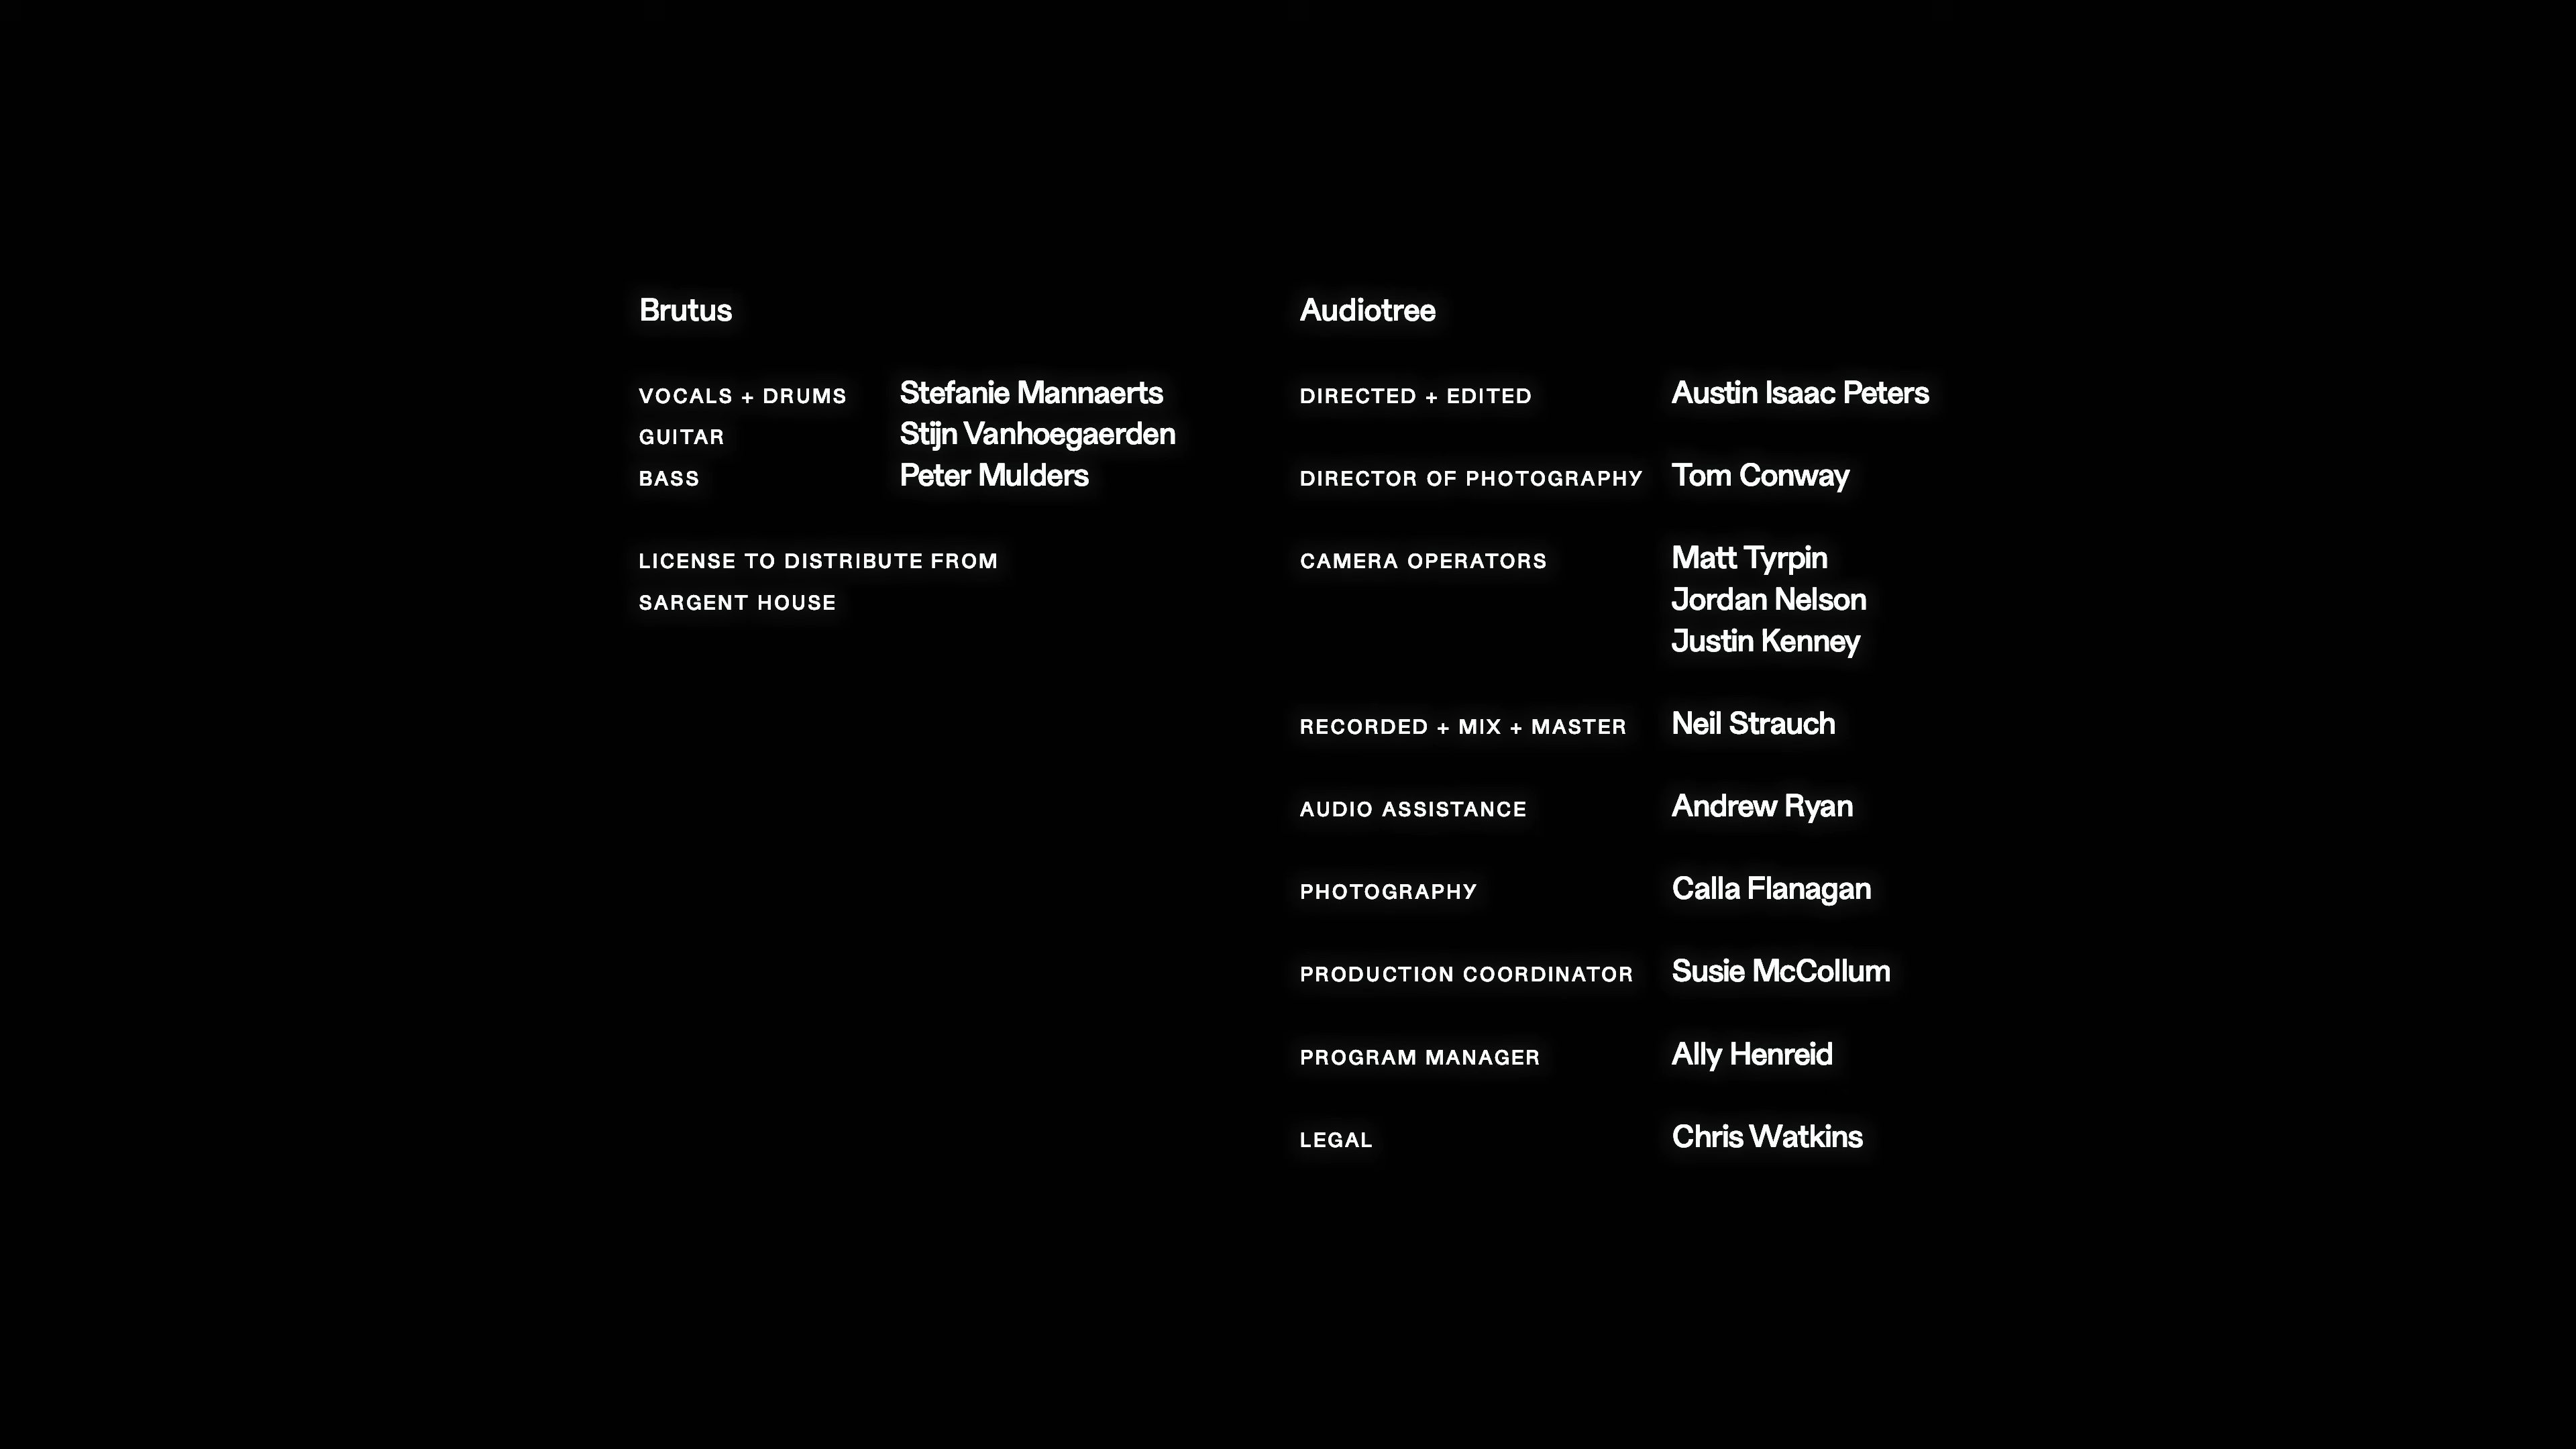 Brutus
VOCALS + DRUMS Stefanie Mannaerts
GUITAR Stijn Vanhoegaerden
BASS Peter Mulders
LICENSE TO DISTRIBUTE FROM
SARGENT HOUSE
Audiotree
DIRECTED + EDITED Austin Isaac Peters
DIRECTOR OF PHOTOGRAPHY Tom Conway
CAMERA OPERATORS Matt Tyrpin
Jordan Nelson
Justin Kenney
RECORDED + MIX + MASTER Neil Strauch
AUDIO ASSISTANCE Andrew Ryan
PHOTOGRAPHY Calla Flanagan
PRODUCTION COORDINATOR Susie McCollum
PROGRAM MANAGER Ally Henreid
LEGAL Chris Watkins